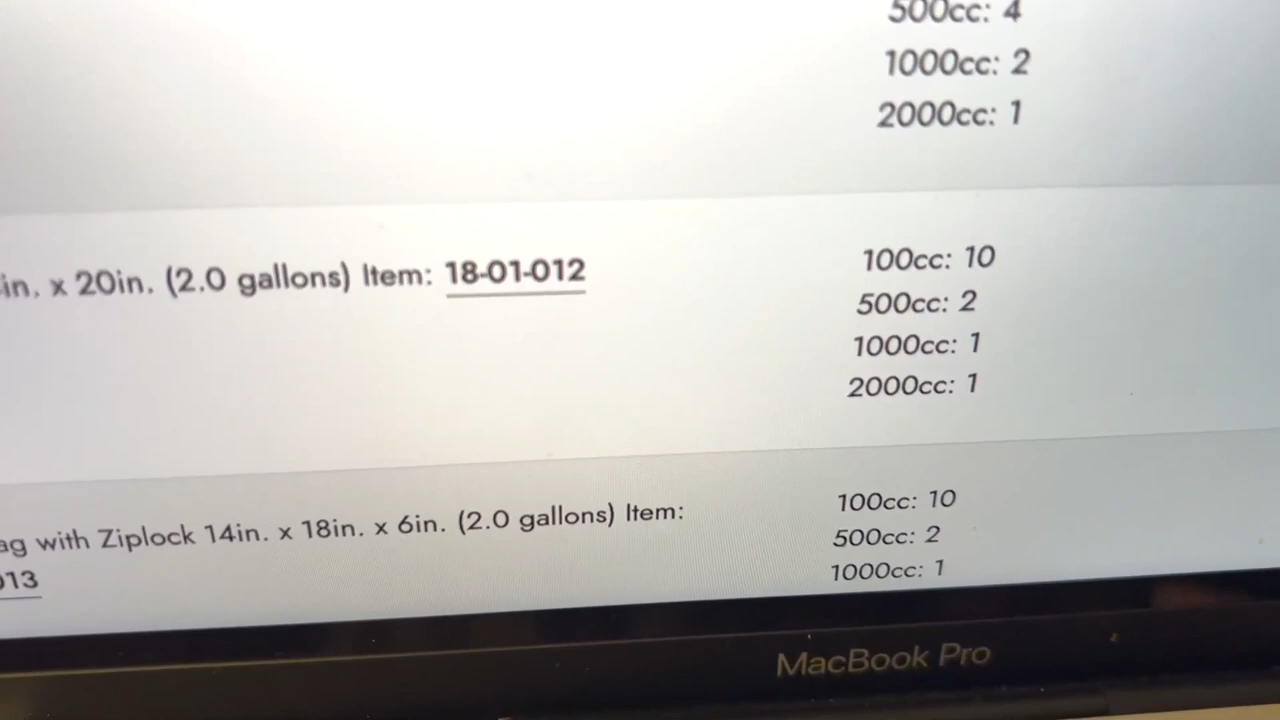 500cc: 4
1000cc: 2
2000cc: 1
in. x 20in. (2.0 gallons) Item: 18-01-012
100cc: 10
500cc: 2
1000cc: 1
2000cc: 1
ag with Ziplock 14in. x 18in. x 6in. (2.0 gallons) Item:
013
100cc: 10
500cc: 2
1000cc: 1
MacBook Pro